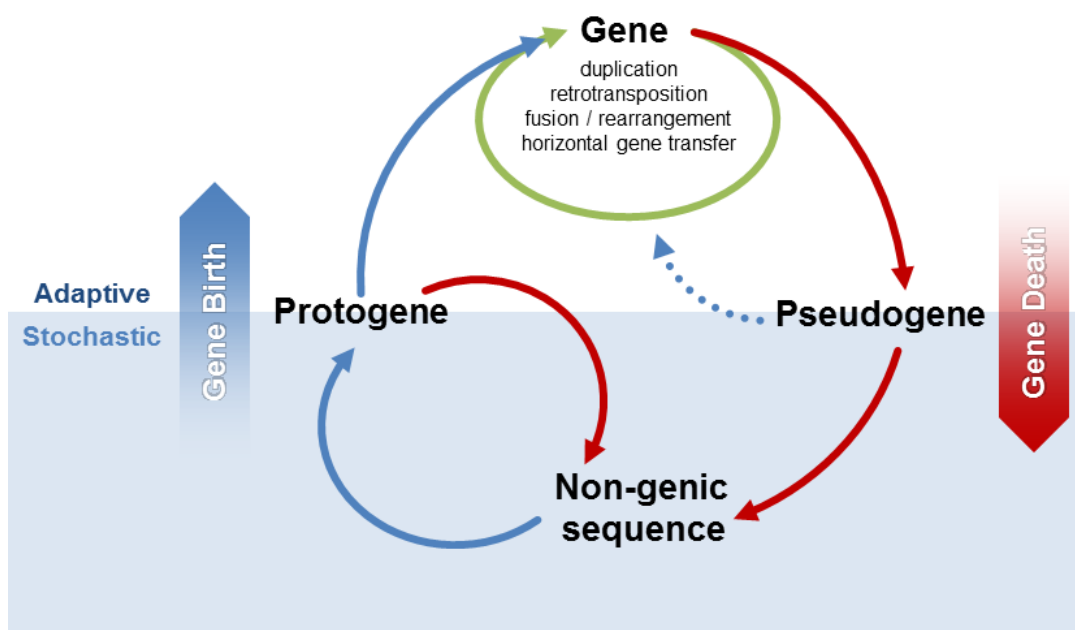 Gene
duplication
retrotransposition
fusion / rearrangement
horizontal gene transfer
Gene Birth
Adaptive
Stochastic
Protogene
Pseudogene
Gene Death
Non-genic
sequence